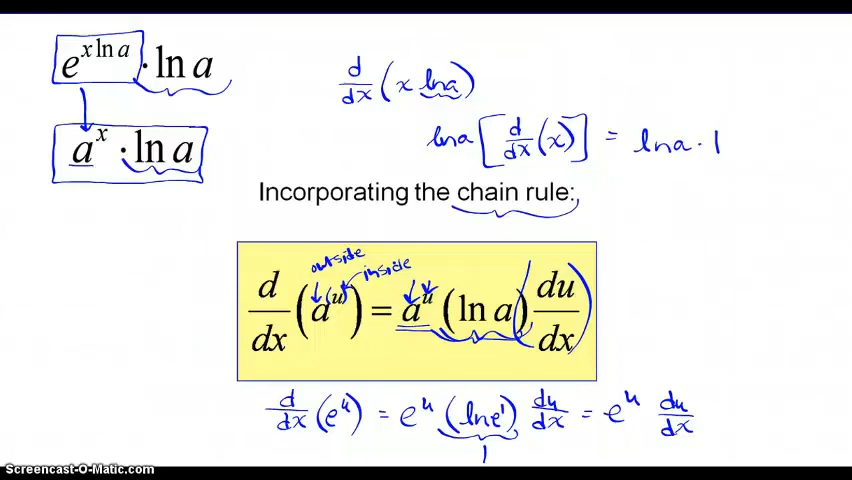 e^{x ln a} · ln a
d/dx (x ln a)
a^x · ln a
ln a [d/dx (x)] = ln a · 1
Incorporating the chain rule:
outside
inside
d/dx (a^u) = a^u (ln a) du/dx
d/dx (e^u) = e^u (ln e^1) du/dx = e^u du/dx
1
Screencast-O-Matic.com